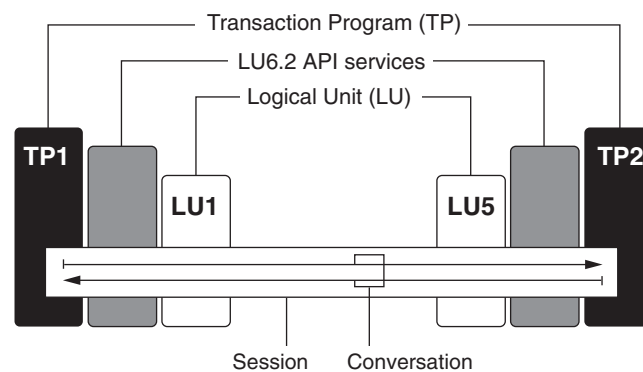 Transaction Program (TP)
LU6.2 API services
Logical Unit (LU)
TP1
TP2
LU1
LU5
Session
Conversation